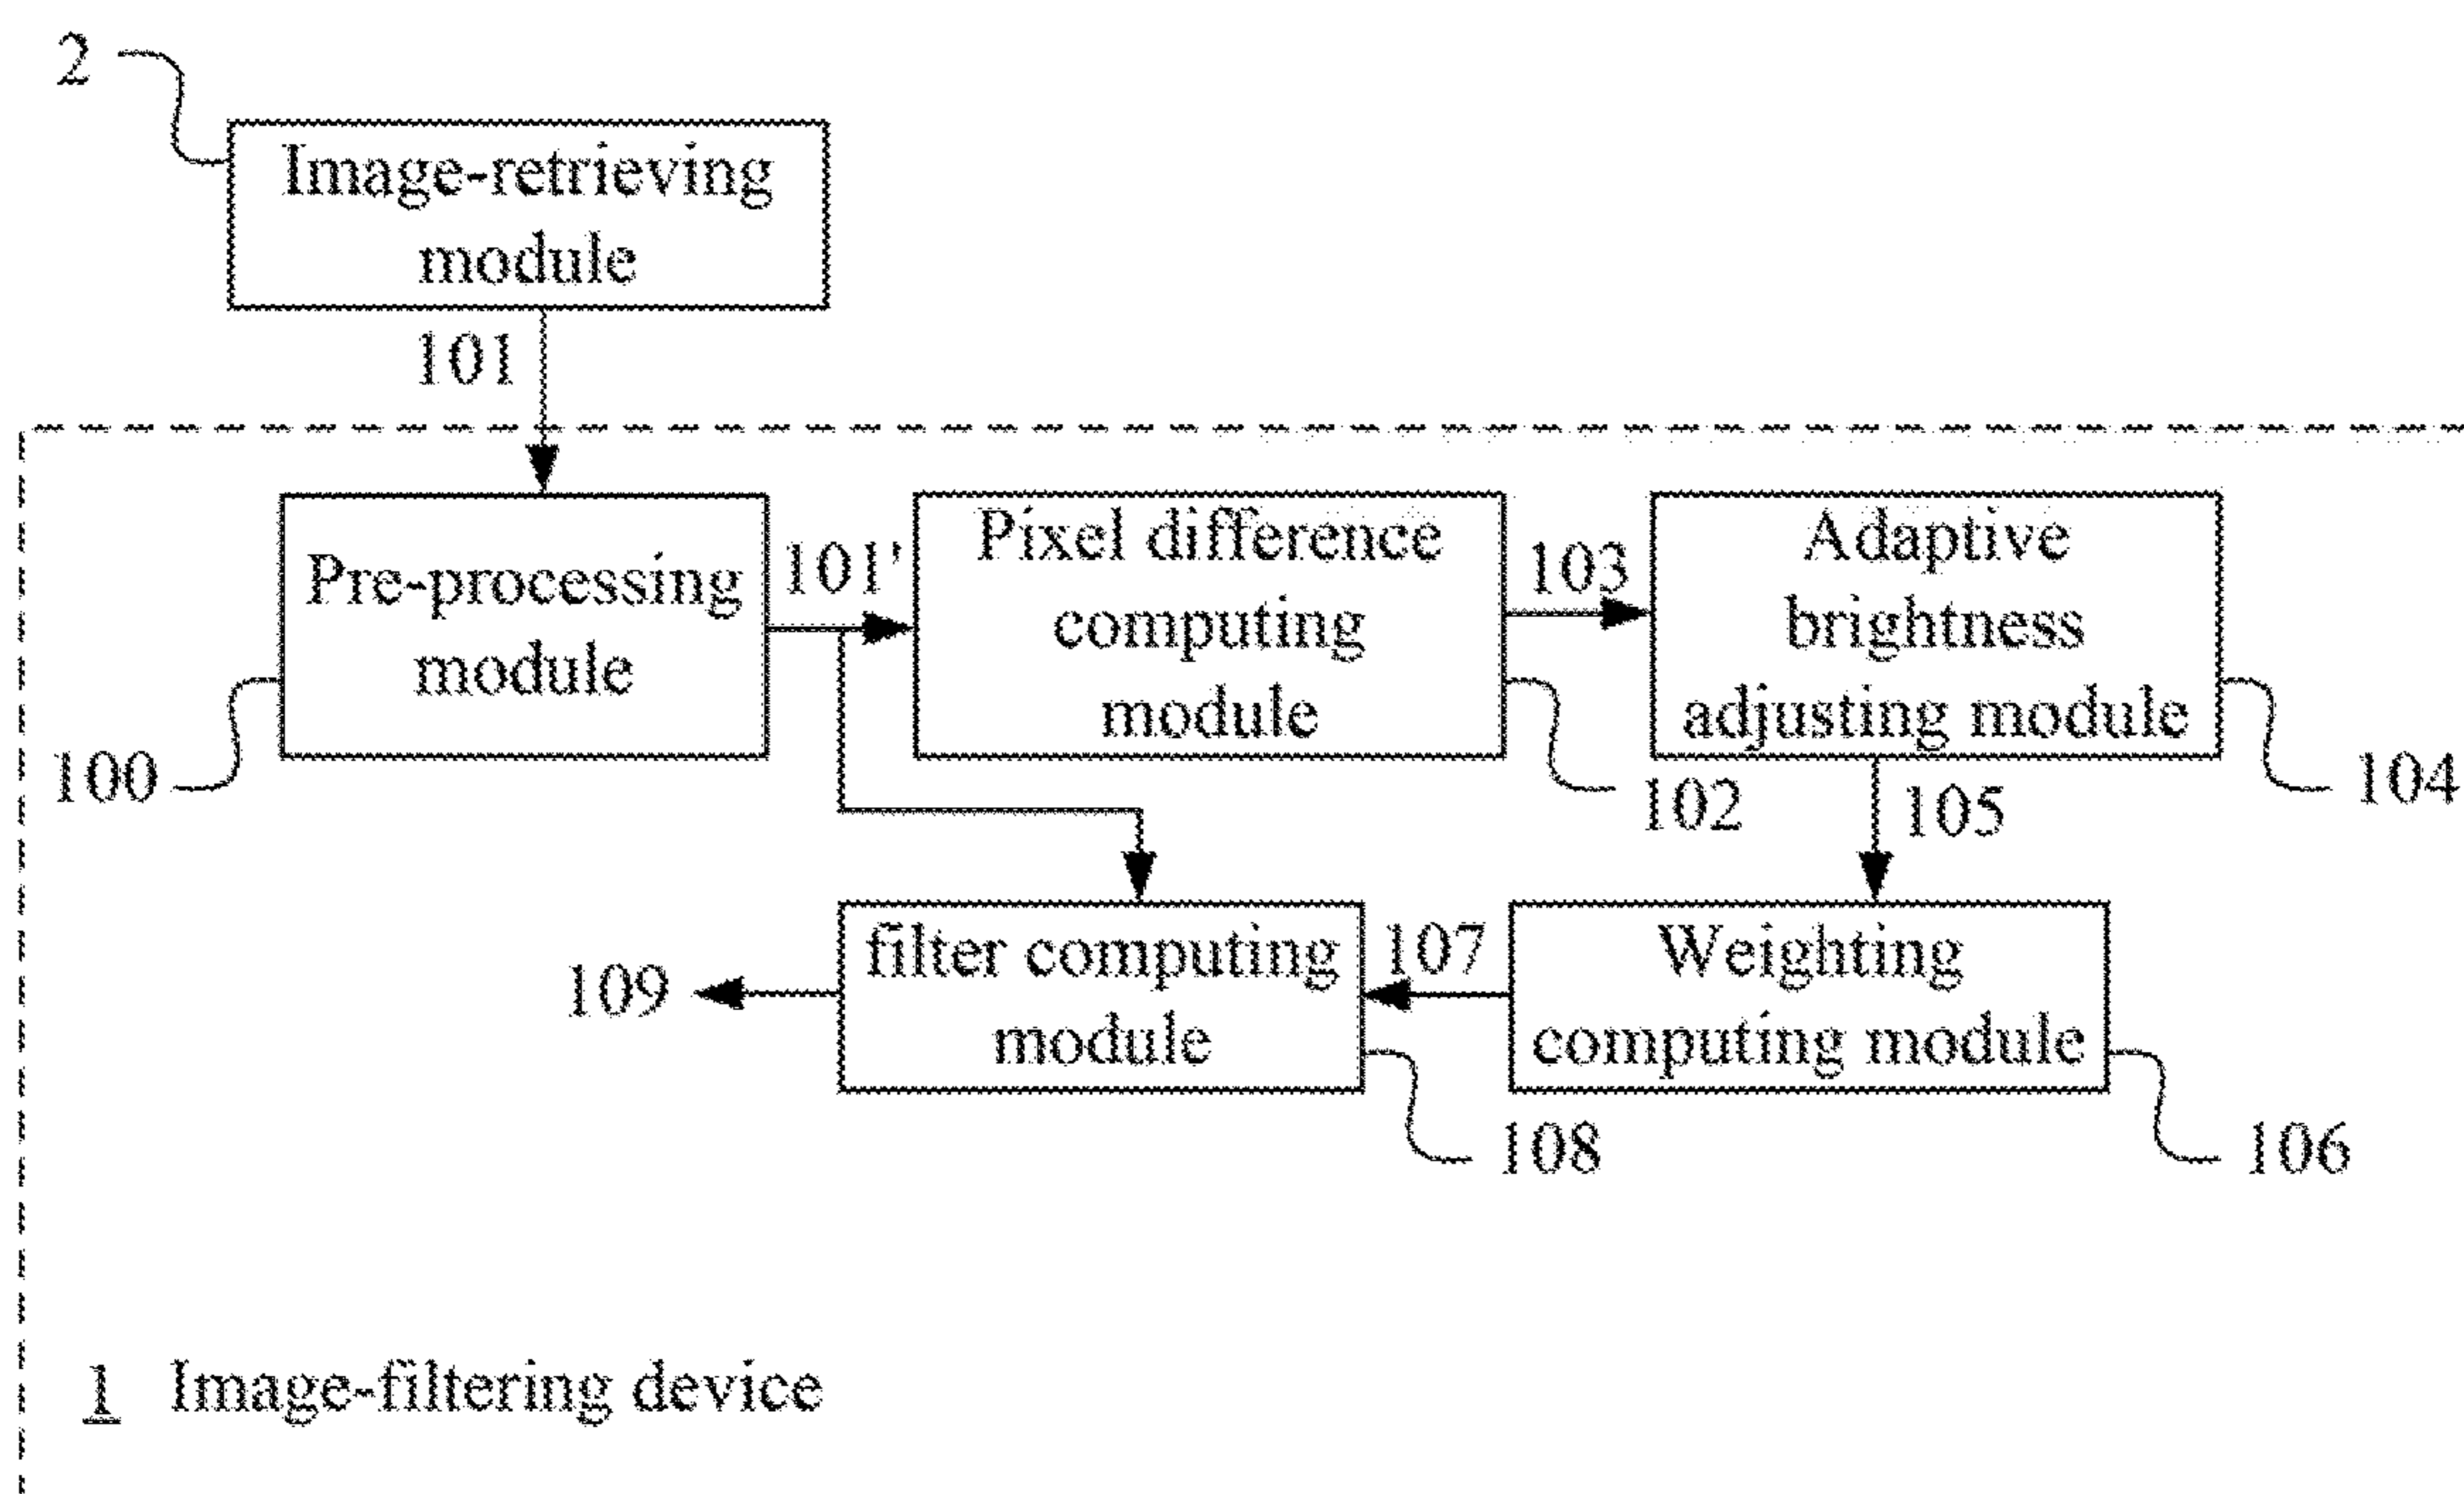 2
Image-retrieving
module
101
Pre-processing
module
101'
Pixel difference
computing
module
103
Adaptive
brightness
adjusting module
100
102
105
104
109
filter computing
module
107
Weighting
computing module
108
106
1 Image-filtering device